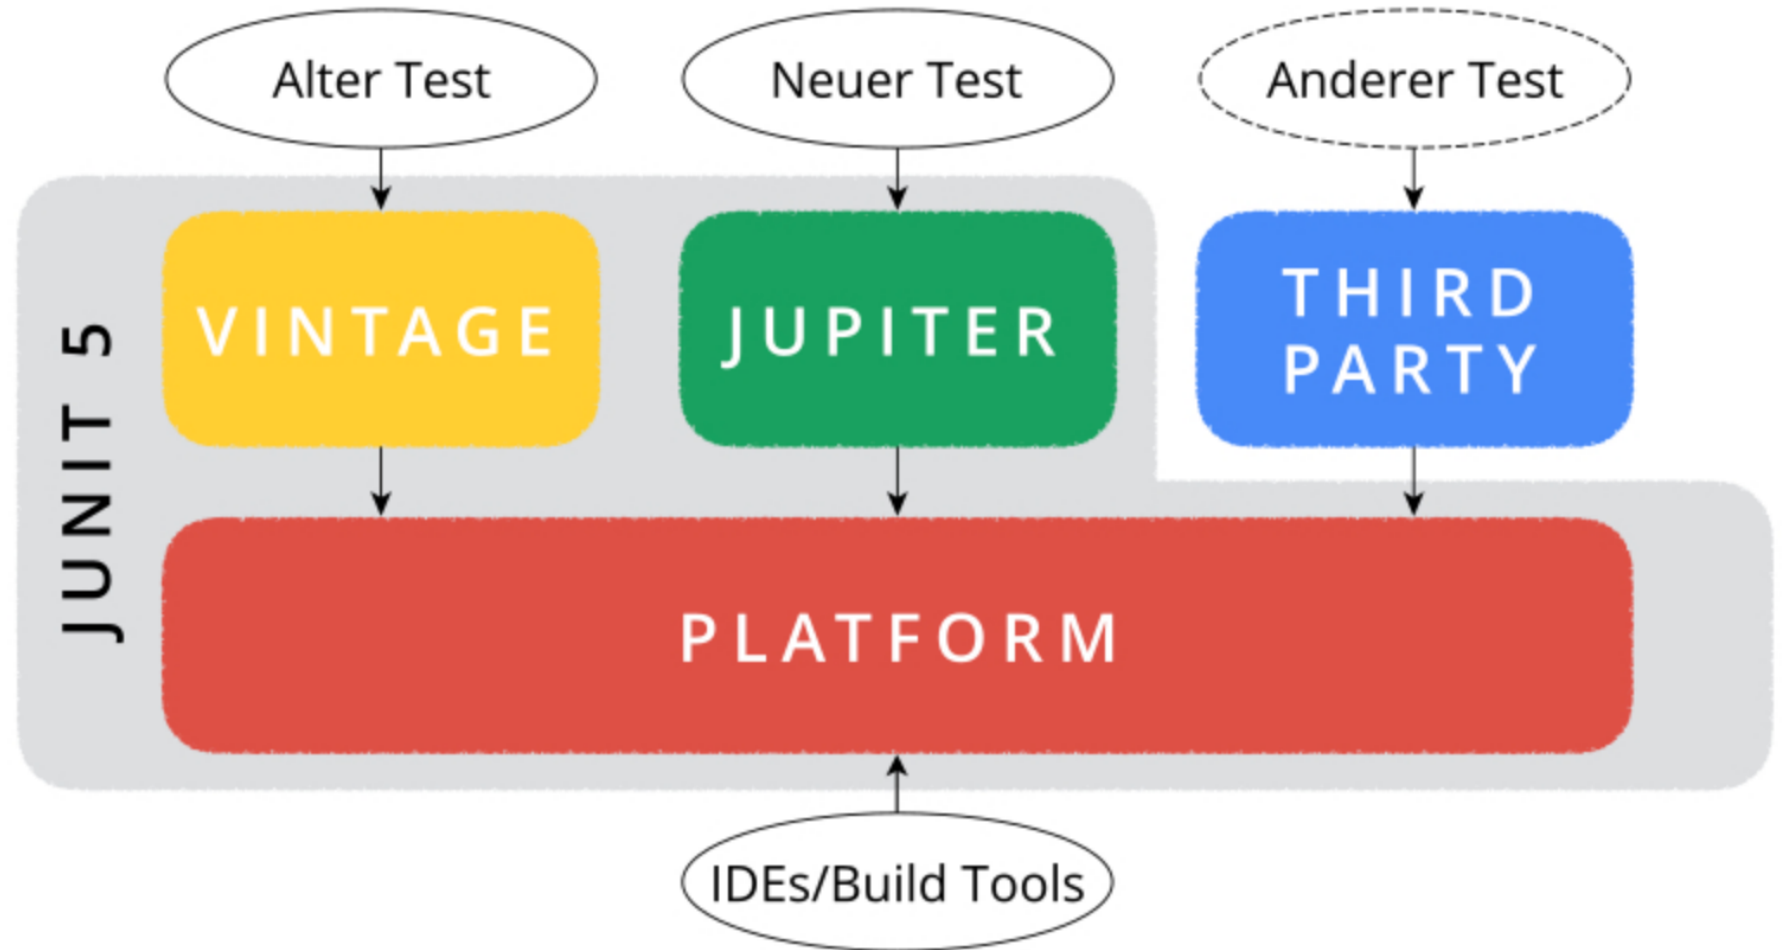 Alter Test
Neuer Test
Anderer Test
JUNIT 5
VINTAGE
JUPITER
THIRD
PARTY
PLATFORM
IDEs/Build Tools